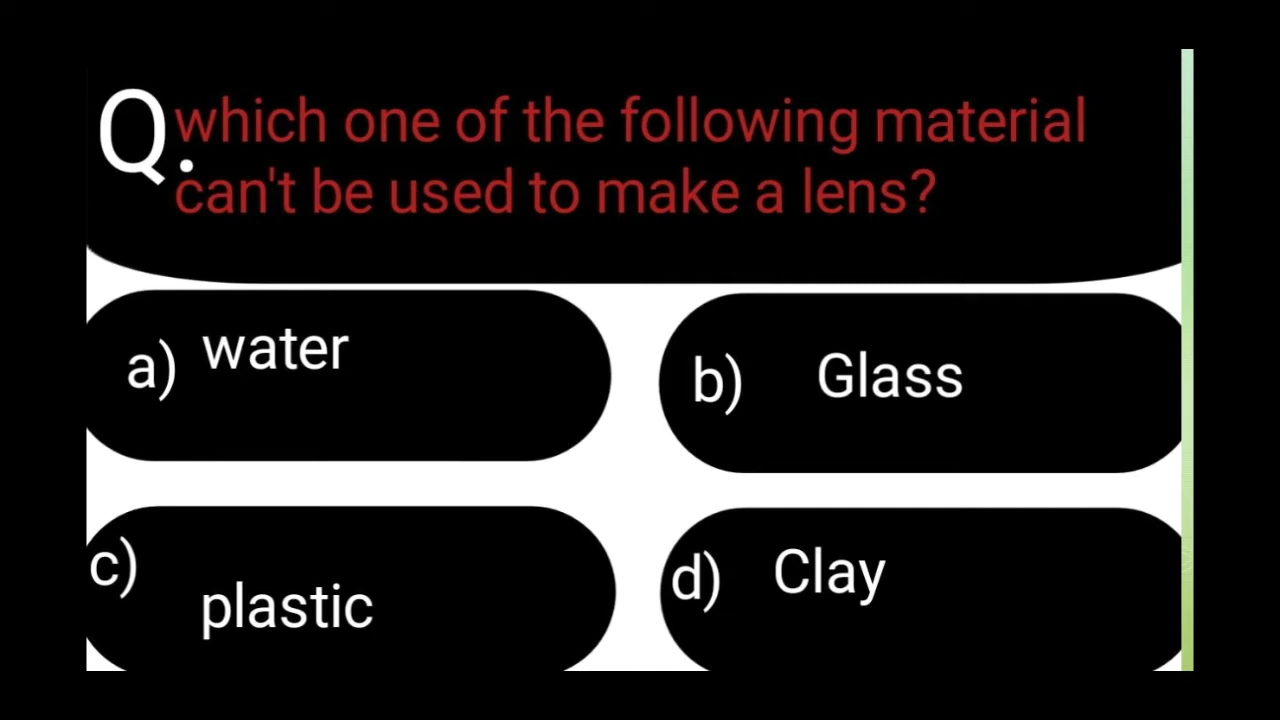 Q. which one of the following material
can't be used to make a lens?
a) water
b) Glass
c) plastic
d) Clay